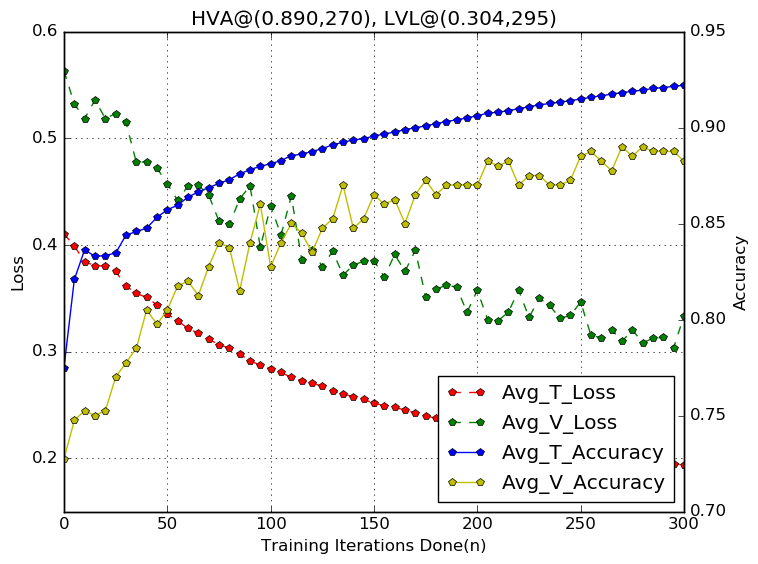 HVA@(0.890,270), LVL@(0.304,295)
0.6
0.5
0.4
0.3
0.2
Loss
0.95
0.90
0.85
0.80
0.75
0.70
Accuracy
Avg_T_Loss
Avg_V_Loss
Avg_T_Accuracy
Avg_V_Accuracy
0 50 100 150 200 250 300
Training Iterations Done(n)